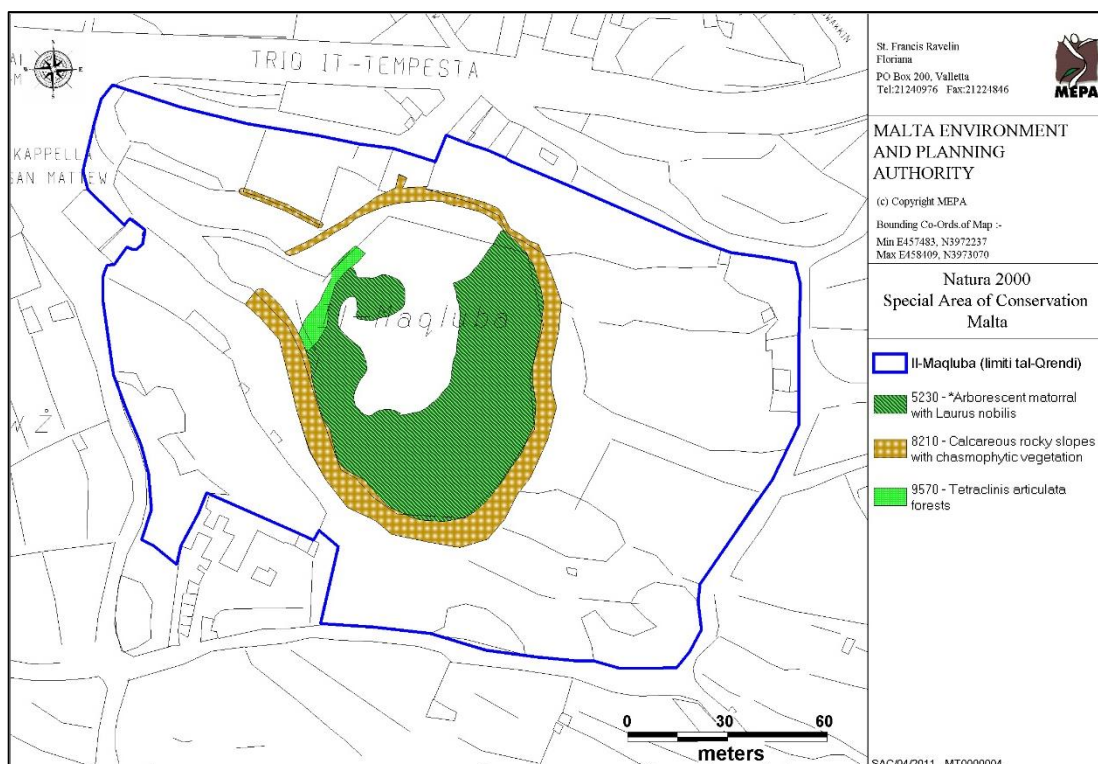 TRIQ IT-TEMPESTA
KAPPELLA
SAN MATTEW
Il-Maqluba
St. Francis Ravelin
Floriana
PO Box 200, Valletta
Tel:21240976 Fax:21224846
MEPA
MALTA ENVIRONMENT
AND PLANNING
AUTHORITY
(c) Copyright MEPA
Bounding Co-Ords.of Map :-
Min E457483, N3972237
Max E458409, N3973070
Natura 2000
Special Area of Conservation
Malta
Il-Maqluba (limiti tal-Qrendi)
5230 - *Arborescent matorral
with Laurus nobilis
8210 - Calcareous rocky slopes
with chasmophytic vegetation
9570 - Tetraclinis articulata
forests
0 30 60
meters